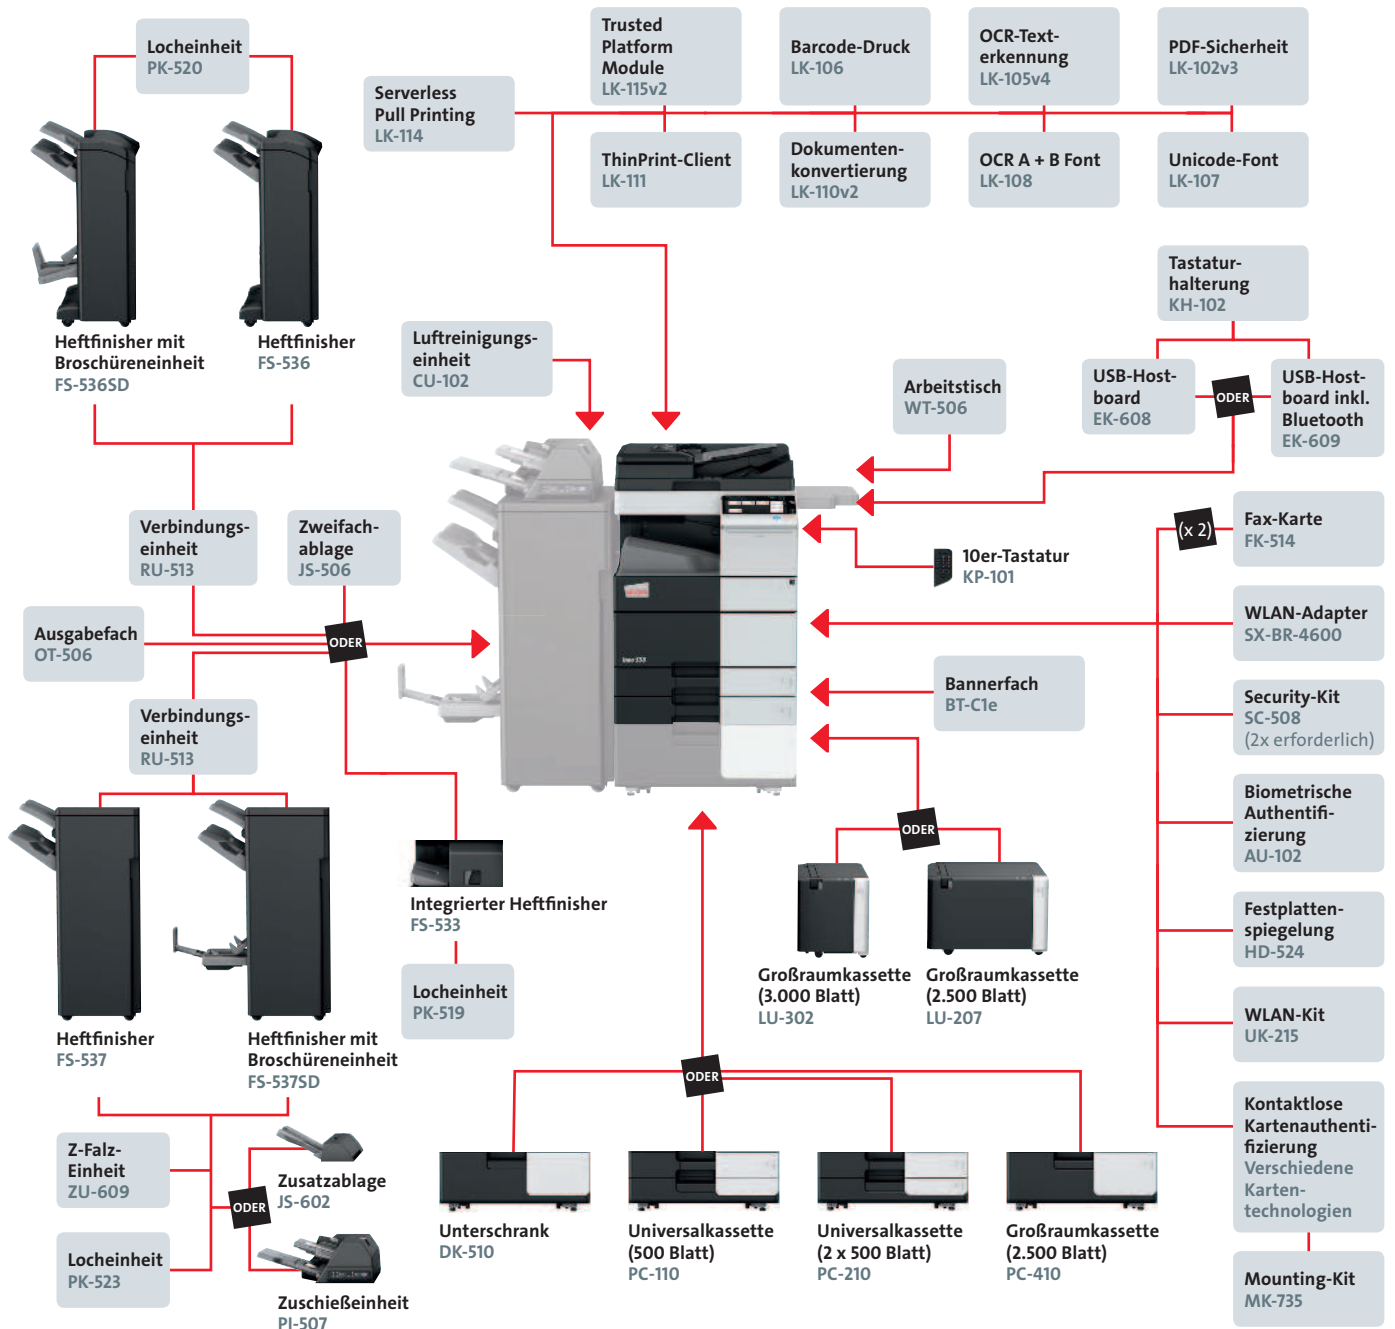 Locheinheit
PK-520
Trusted
Platform
Module
LK-115v2
Barcode-Druck
LK-106
OCR-Text-
erkennung
LK-105v4
PDF-Sicherheit
LK-102v3
Serverless
Pull Printing
LK-114
ThinPrint-Client
LK-111
Dokumenten-
konvertierung
LK-110v2
OCR A + B Font
LK-108
Unicode-Font
LK-107
Heftfinisher mit
Broschüreneinheit
FS-536SD
Heftfinisher
FS-536
Luftreinigungs-
einheit
CU-102
Tastatur-
halterung
KH-102
Arbeitstisch
WT-506
USB-Host-
board
EK-608
ODER
USB-Host-
board inkl.
Bluetooth
EK-609
Verbindungs-
einheit
RU-513
Zweifach-
ablage
JS-506
(x 2)
Fax-Karte
FK-514
10er-Tastatur
KP-101
Ausgabefach
OT-506
ODER
WLAN-Adapter
SX-BR-4600
Bannerfach
BT-C1e
Security-Kit
SC-508
(2x erforderlich)
Verbindungs-
einheit
RU-513
Biometrische
Authentifi-
zierung
AU-102
ODER
Integrierter Heftfinisher
FS-533
Locheinheit
PK-519
Großraumkassette
(3.000 Blatt)
LU-302
Großraumkassette
(2.500 Blatt)
LU-207
Festplatten-
spiegelung
HD-524
WLAN-Kit
UK-215
Heftfinisher
FS-537
Heftfinisher mit
Broschüreneinheit
FS-537SD
ODER
Kontaktlose
Kartenauthenti-
fizierung
Verschiedene
Karten-
technologien
Z-Falz-
Einheit
ZU-609
Zusatzablage
JS-602
ODER
Locheinheit
PK-523
Zuschießeinheit
PI-507
Unterschrank
DK-510
Universalkassette
(500 Blatt)
PC-110
Universalkassette
(2 x 500 Blatt)
PC-210
Großraumkassette
(2.500 Blatt)
PC-410
Mounting-Kit
MK-735